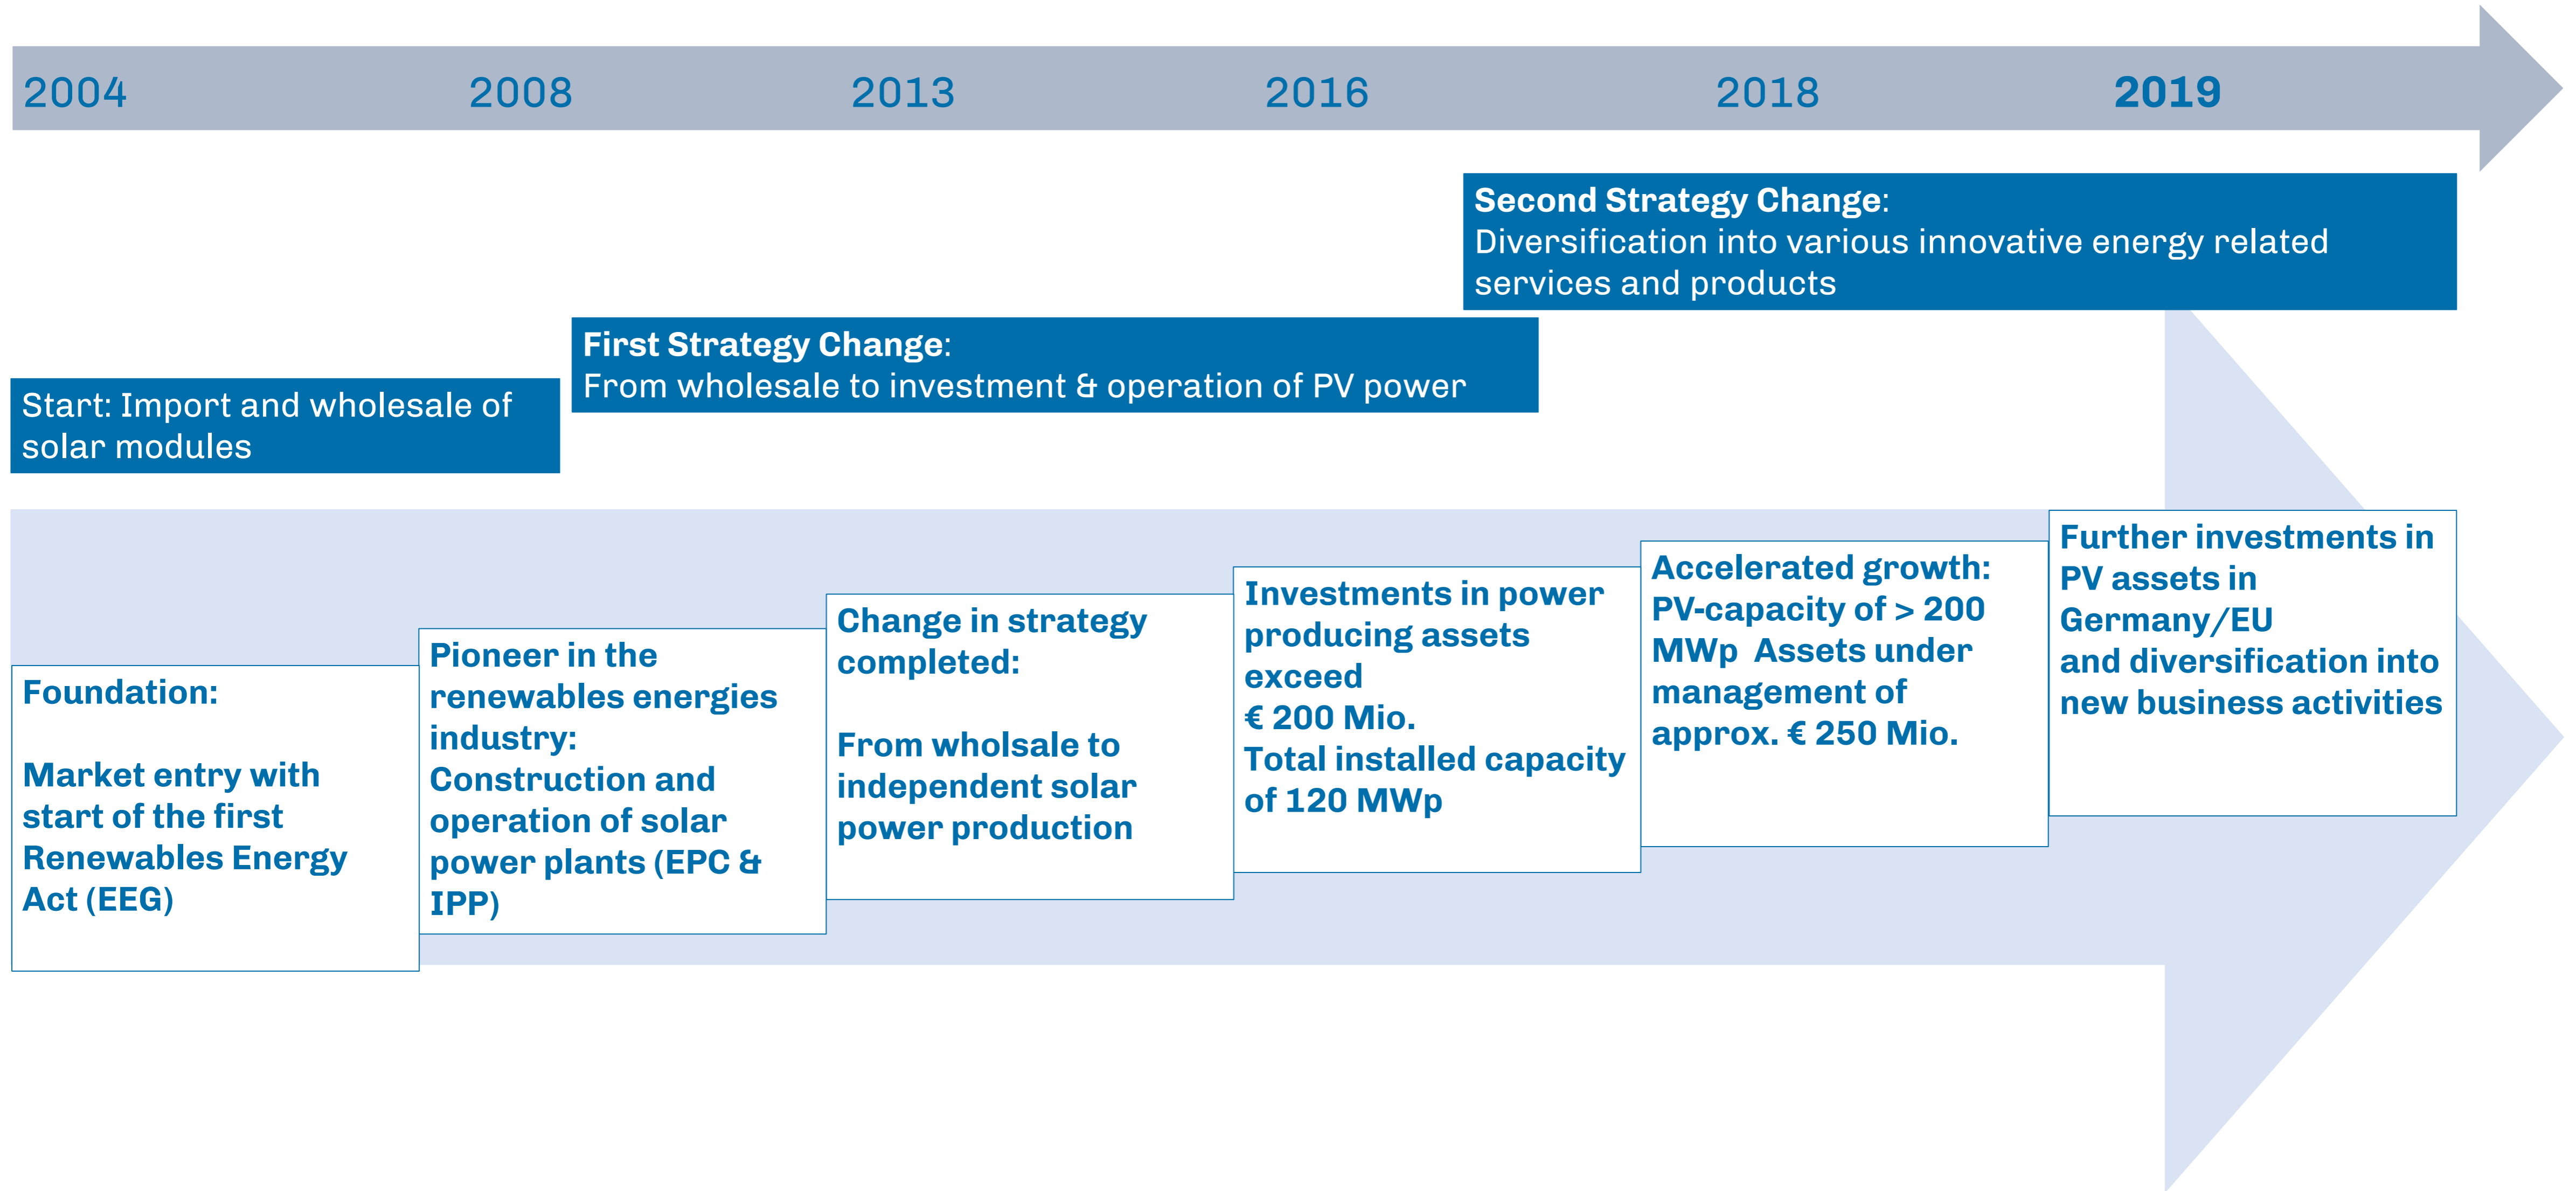 2004 2008 2013 2016 2018 2019
Second Strategy Change:
Diversification into various innovative energy related
services and products
First Strategy Change:
From wholesale to investment & operation of PV power
Start: Import and wholesale of
solar modules
Foundation:
Market entry with
start of the first
Renewables Energy
Act (EEG)
Pioneer in the
renewables energies
industry:
Construction and
operation of solar
power plants (EPC &
IPP)
Change in strategy
completed:
From wholsale to
independent solar
power production
Investments in power
producing assets
exceed
€ 200 Mio.
Total installed capacity
of 120 MWp
Accelerated growth:
PV-capacity of > 200
MWp  Assets under
management of
approx. € 250 Mio.
Further investments in
PV assets in
Germany/EU
and diversification into
new business activities